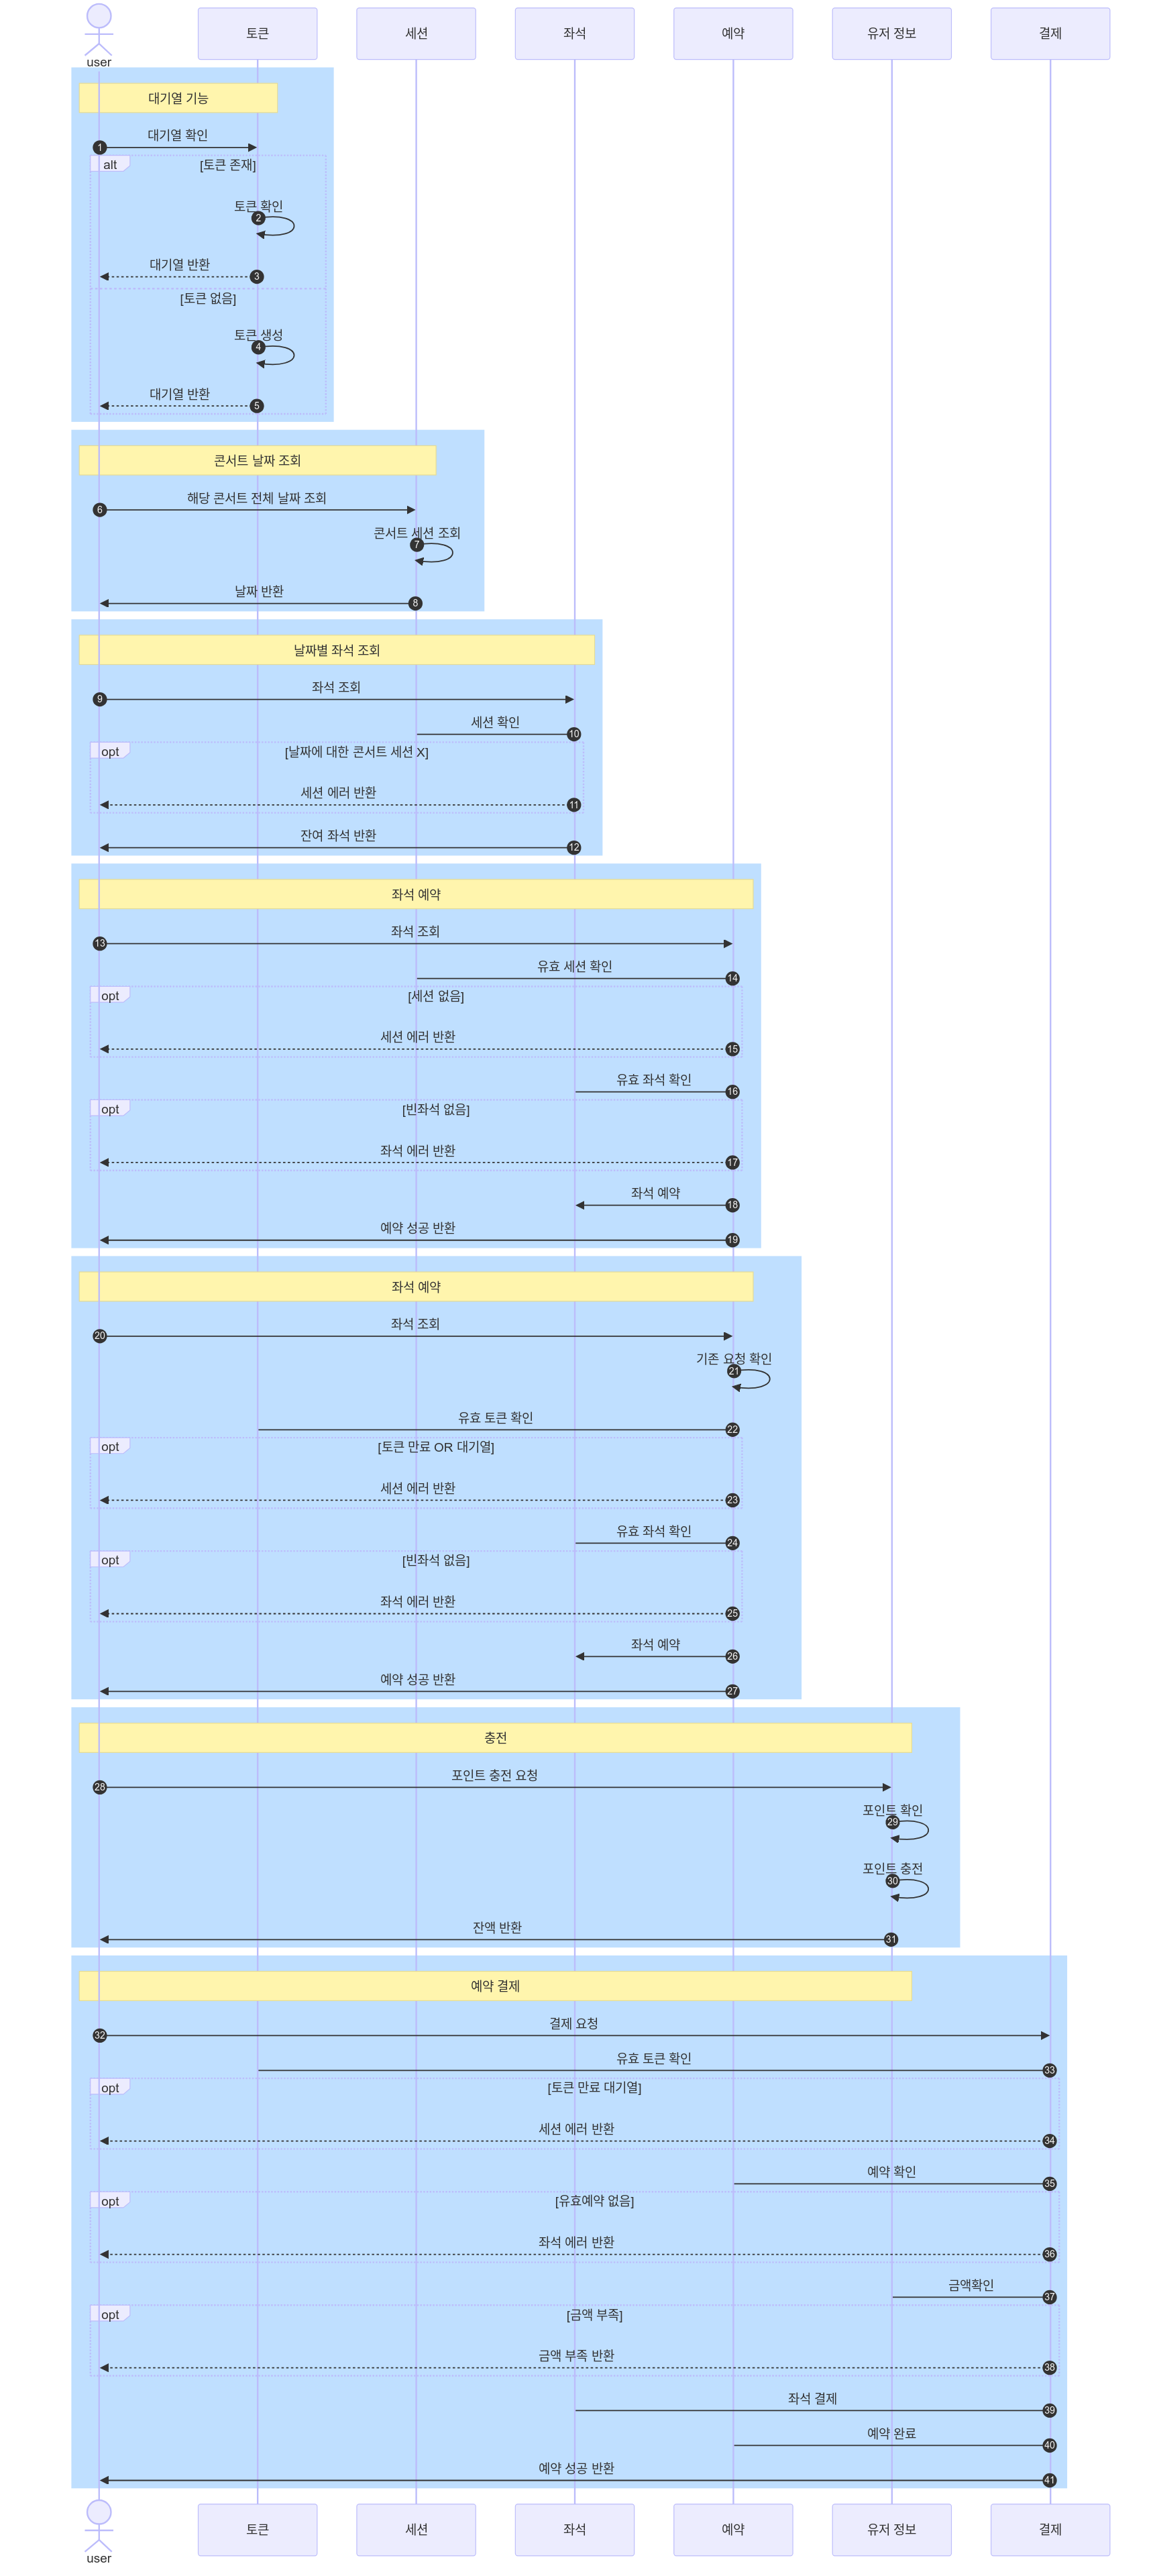 user
토큰
세션
좌석
예약
유저 정보
결제
대기열 기능
대기열 확인
1
alt
[토큰 존재]
토큰 확인
2
대기열 반환
3
[토큰 없음]
토큰 생성
4
대기열 반환
5
콘서트 날짜 조회
해당 콘서트 전체 날짜 조회
6
콘서트 세션 조회
7
날짜 반환
8
날짜별 좌석 조회
좌석 조회
9
세션 확인
10
opt
[날짜에 대한 콘서트 세션 X]
세션 에러 반환
11
잔여 좌석 반환
12
좌석 예약
좌석 조회
13
유효 세션 확인
14
opt
[세션 없음]
세션 에러 반환
15
유효 좌석 확인
16
opt
[빈좌석 없음]
좌석 에러 반환
17
좌석 예약
18
예약 성공 반환
19
좌석 예약
좌석 조회
20
기존 요청 확인
21
유효 토큰 확인
22
opt
[토큰 만료 OR 대기열]
세션 에러 반환
23
유효 좌석 확인
24
opt
[빈좌석 없음]
좌석 에러 반환
25
좌석 예약
26
예약 성공 반환
27
충전
포인트 충전 요청
28
포인트 확인
29
포인트 충전
30
잔액 반환
31
예약 결제
결제 요청
32
유효 토큰 확인
33
opt
[토큰 만료 대기열]
세션 에러 반환
34
예약 확인
35
opt
[유효예약 없음]
좌석 에러 반환
36
금액확인
37
opt
[금액 부족]
금액 부족 반환
38
좌석 결제
39
예약 완료
40
예약 성공 반환
41
user
토큰
세션
좌석
예약
유저 정보
결제